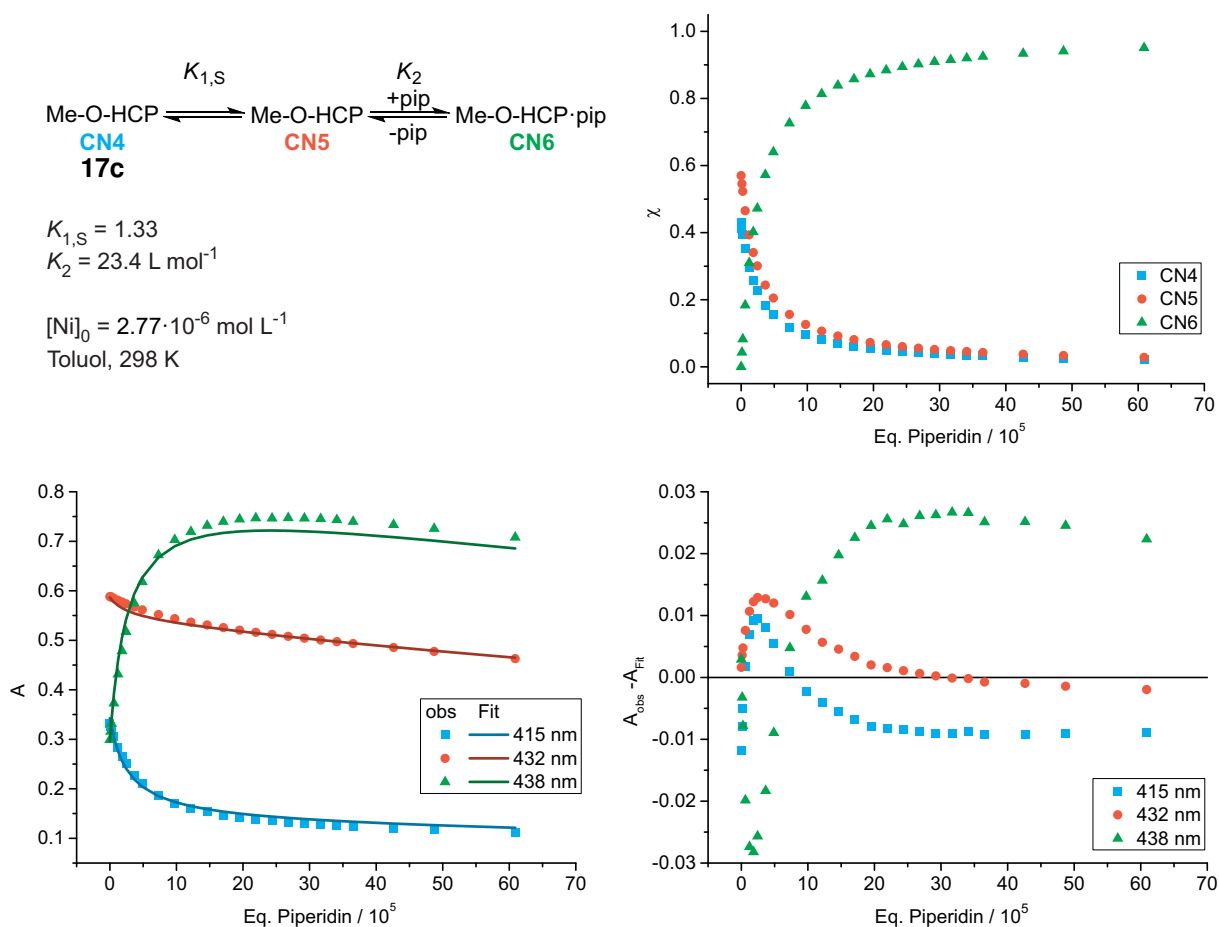 K1,S
K2
+pip
Me-O-HCP
Me-O-HCP
Me-O-HCP·pip
-pip
CN4
CN5
CN6
17c
K1,S = 1.33
K2 = 23.4 L mol-1
[Ni]0 = 2.77·10-6 mol L-1
Toluol, 298 K
1.0
0.8
0.6
0.4
0.2
0.0
χ
CN4
CN5
CN6
0 10 20 30 40 50 60 70
Eq. Piperidin / 10^5
0.8
0.7
0.6
0.5
0.4
0.3
0.2
0.1
A
obs Fit
415 nm
432 nm
438 nm
0 10 20 30 40 50 60 70
Eq. Piperidin / 10^5
0.03
0.02
0.01
0.00
-0.01
-0.02
-0.03
Aobs -AFit
415 nm
432 nm
438 nm
0 10 20 30 40 50 60 70
Eq. Piperidin / 10^5